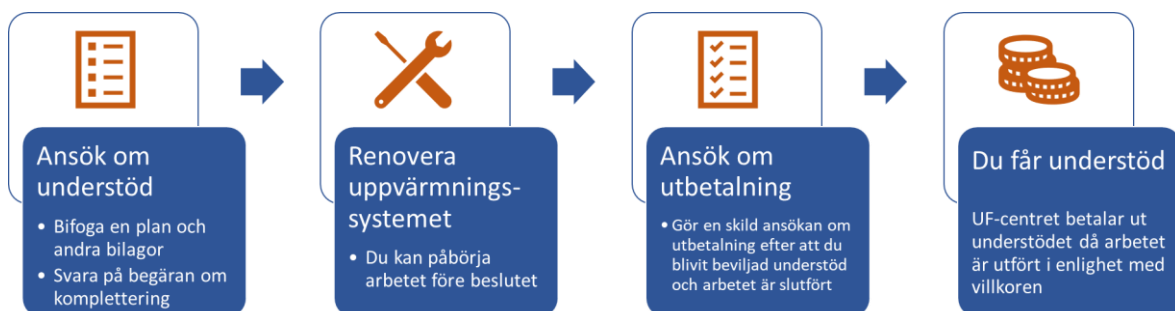 Ansök om
understöd
• Bifoga en plan och
andra bilagor
• Svara på begäran om
komplettering
Renovera
uppvärmnings-
systemet
• Du kan påbörja
arbetet före beslutet
Ansök om
utbetalning
• Gör en skild ansökan om
utbetalning efter att du
blivit beviljad understöd
och arbetet är slutfört
Du får understöd
UF-centret betalar ut
understödet då arbetet
är utfört i enlighet med
villkoren